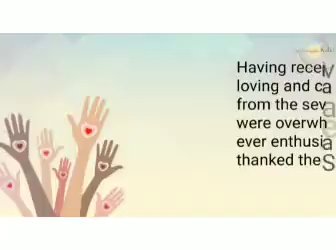 Having rece
loving and ca
from the sev
were overwh
ever enthusi
thanked the